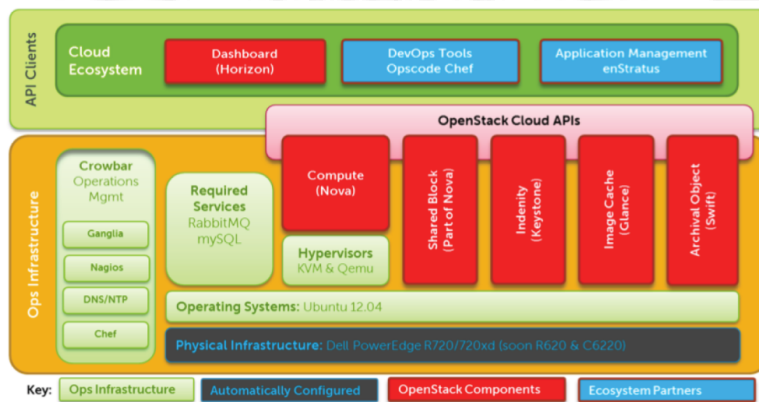 API Clients
Cloud
Ecosystem
Dashboard
(Horizon)
DevOps Tools
Opscode Chef
Application Management
enStratus
OpenStack Cloud APIs
Ops Infrastructure
Crowbar
Operations
Mgmt
Ganglia
Nagios
DNS/NTP
Chef
Required
Services
RabbitMQ
mySQL
Compute
(Nova)
Hypervisors
KVM & Qemu
Shared Block
(Part of Nova)
Indenity
(Keystone)
Image Cache
(Glance)
Archival Object
(Swift)
Operating Systems: Ubuntu 12.04
Physical Infrastructure: Dell PowerEdge R720/720xd (soon R620 & C6220)
Key:
Ops Infrastructure
Automatically Configured
OpenStack Components
Ecosystem Partners